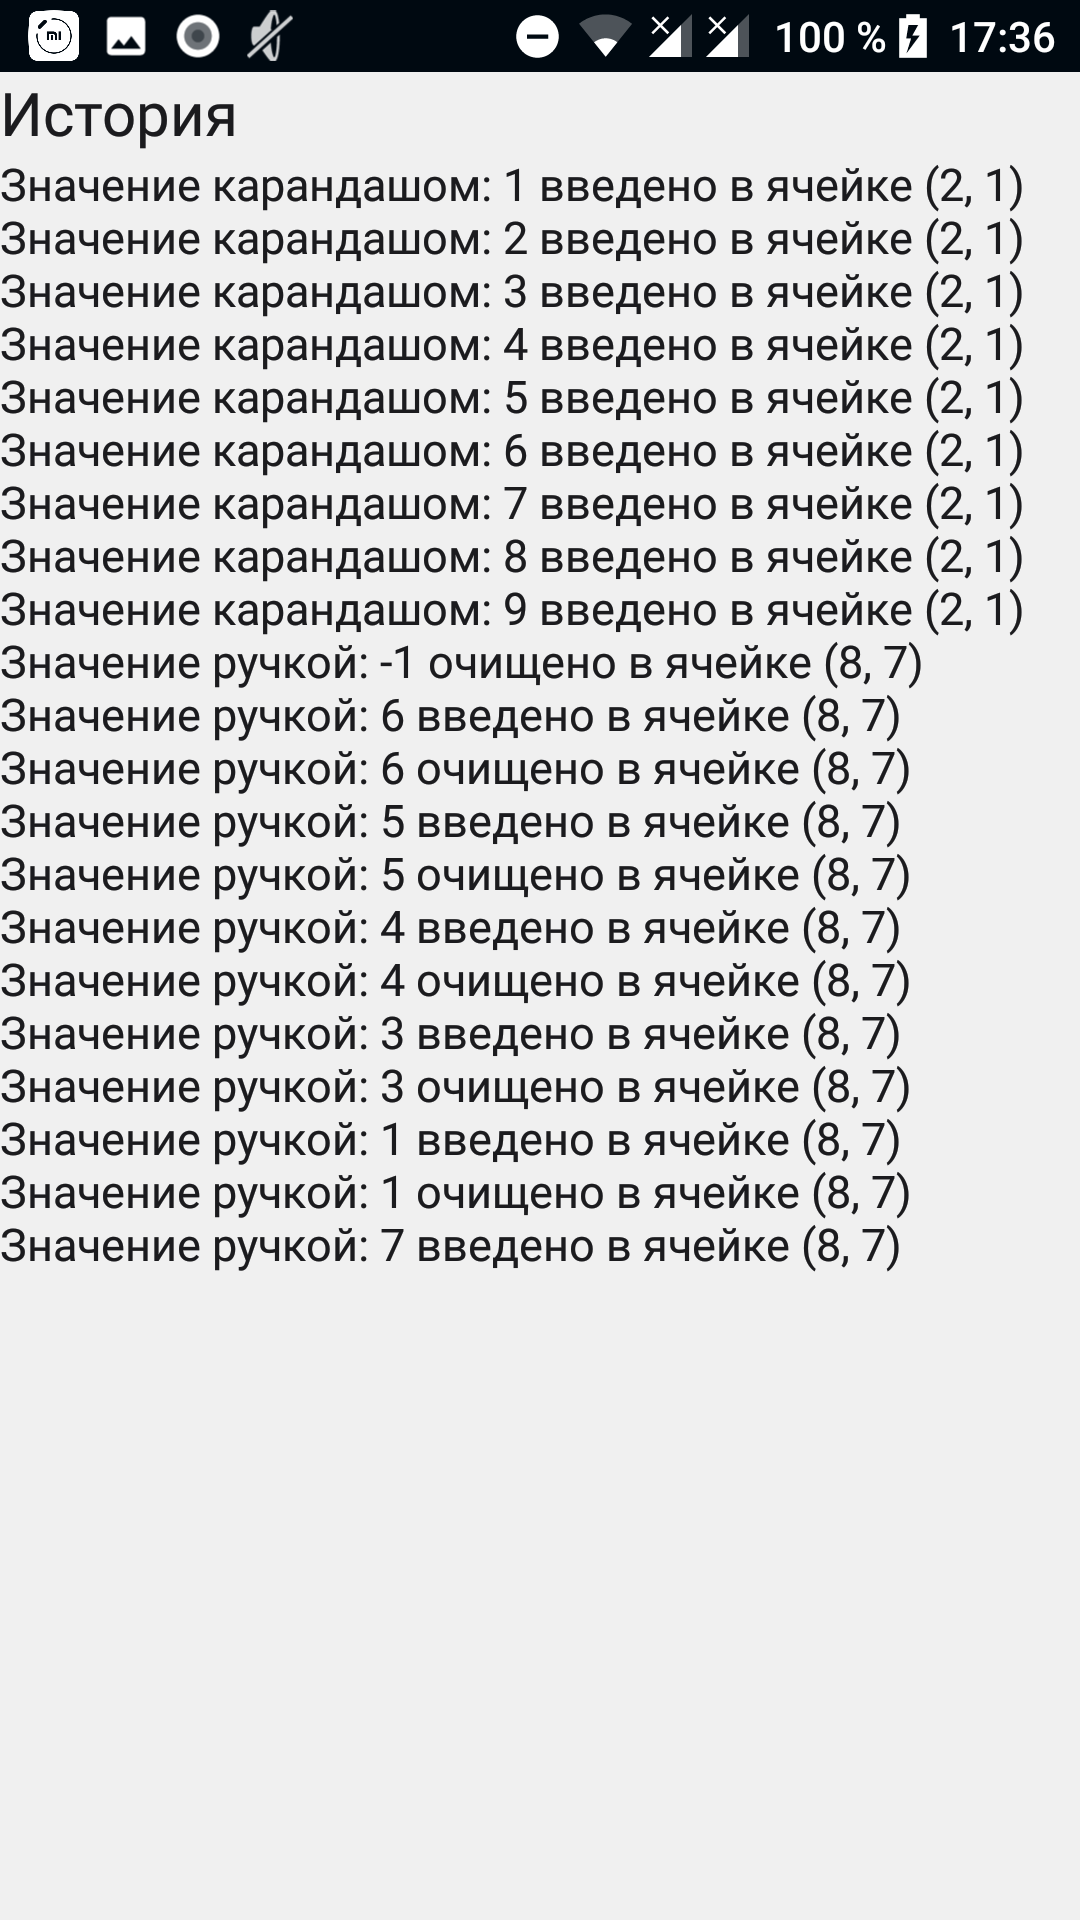 100 % 17:36
История
Значение карандашом: 1 введено в ячейке (2, 1)
Значение карандашом: 2 введено в ячейке (2, 1)
Значение карандашом: 3 введено в ячейке (2, 1)
Значение карандашом: 4 введено в ячейке (2, 1)
Значение карандашом: 5 введено в ячейке (2, 1)
Значение карандашом: 6 введено в ячейке (2, 1)
Значение карандашом: 7 введено в ячейке (2, 1)
Значение карандашом: 8 введено в ячейке (2, 1)
Значение карандашом: 9 введено в ячейке (2, 1)
Значение ручкой: -1 очищено в ячейке (8, 7)
Значение ручкой: 6 введено в ячейке (8, 7)
Значение ручкой: 6 очищено в ячейке (8, 7)
Значение ручкой: 5 введено в ячейке (8, 7)
Значение ручкой: 5 очищено в ячейке (8, 7)
Значение ручкой: 4 введено в ячейке (8, 7)
Значение ручкой: 4 очищено в ячейке (8, 7)
Значение ручкой: 3 введено в ячейке (8, 7)
Значение ручкой: 3 очищено в ячейке (8, 7)
Значение ручкой: 1 введено в ячейке (8, 7)
Значение ручкой: 1 очищено в ячейке (8, 7)
Значение ручкой: 7 введено в ячейке (8, 7)